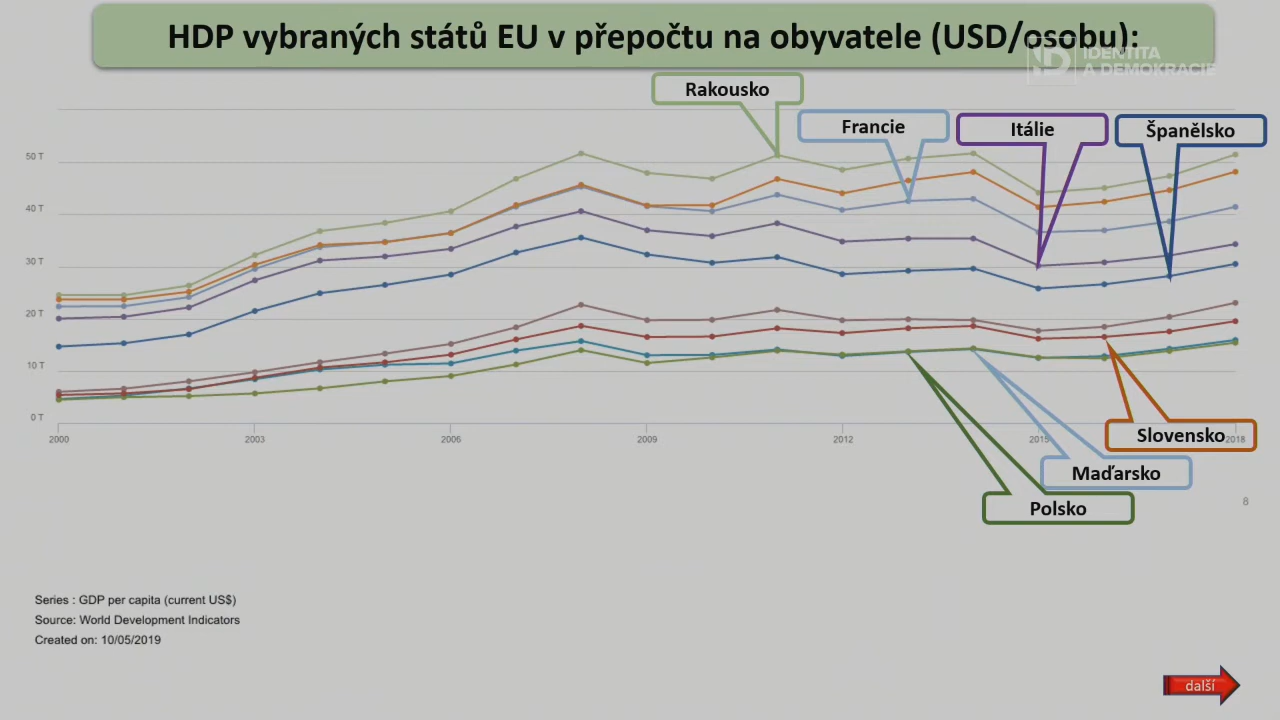 HDP vybraných států EU v přepočtu na obyvatele (USD/osobu):
IDENTITA
A DEMOKRACIE
Rakousko
Francie
Itálie
Španělsko
50 T
40 T
30 T
20 T
10 T
0 T
2000
2003
2006
2009
2012
2015
2018
Slovensko
Maďarsko
Polsko
8
Series : GDP per capita (current US$)
Source: World Development Indicators
Created on: 10/05/2019
další